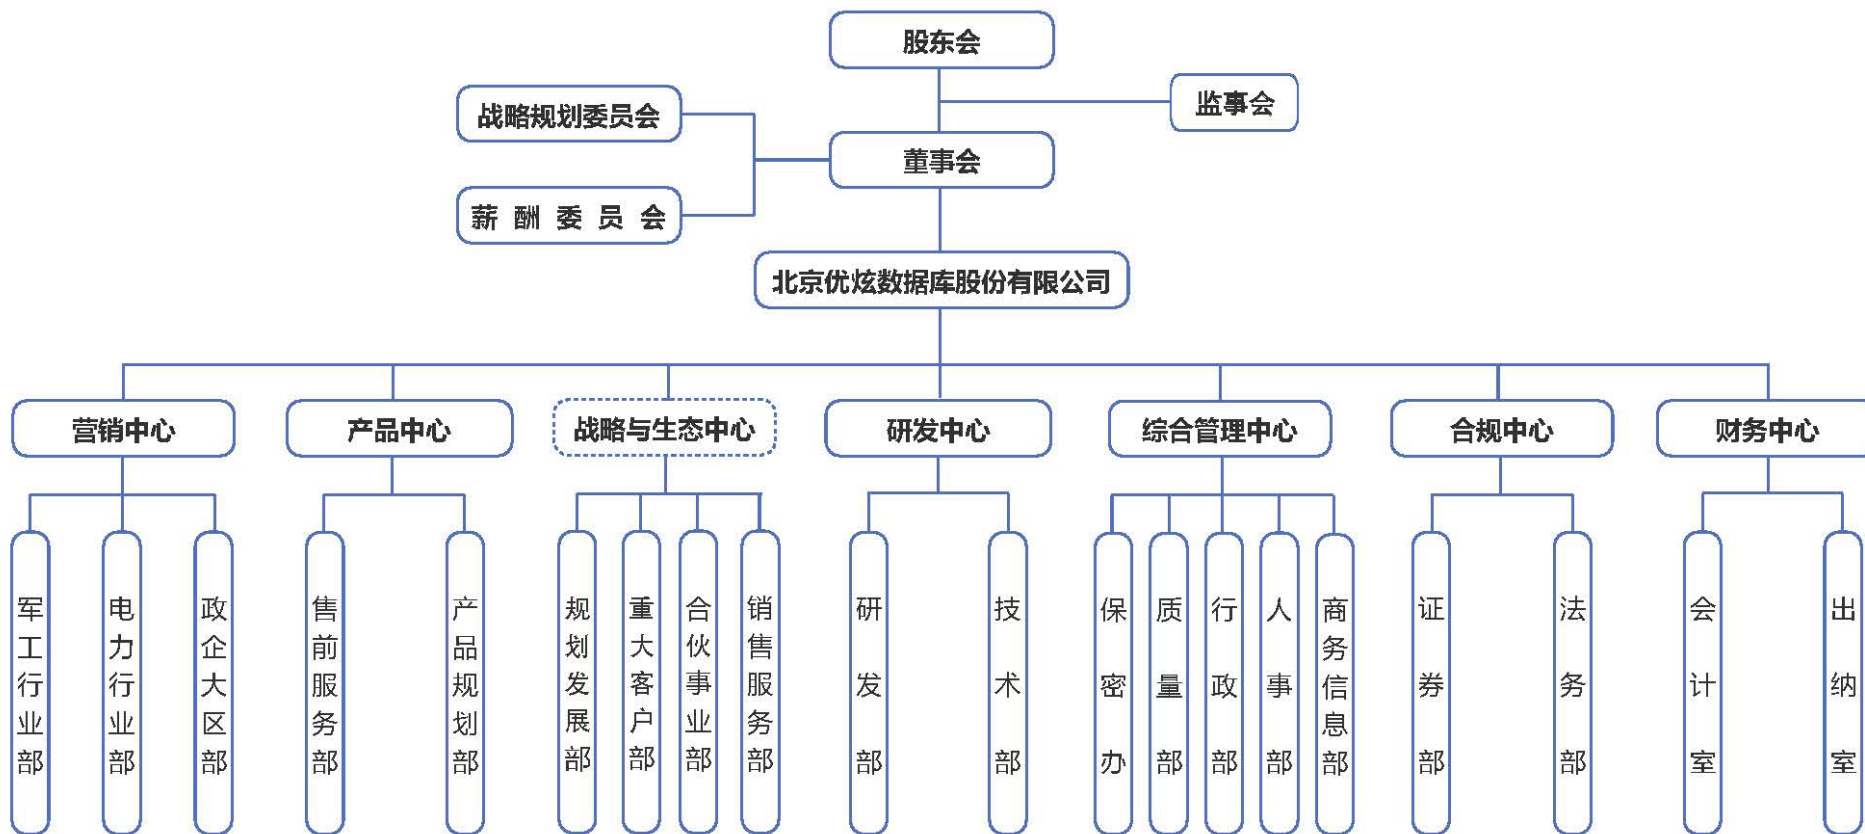 股东会
监事会
战略规划委员会
董事会
薪酬委员会
北京优炫数据库股份有限公司
营销中心
产品中心
战略与生态中心
研发中心
综合管理中心
合规中心
财务中心
军工行业部
电力行业部
政企大区部
售前服务部
产品规划部
规划发展部
重大客户部
合伙事业部
销售服务部
研发部
技术部
保密办
质量部
行政部
人事部
商务信息部
证券部
法务部
会计室
出纳室